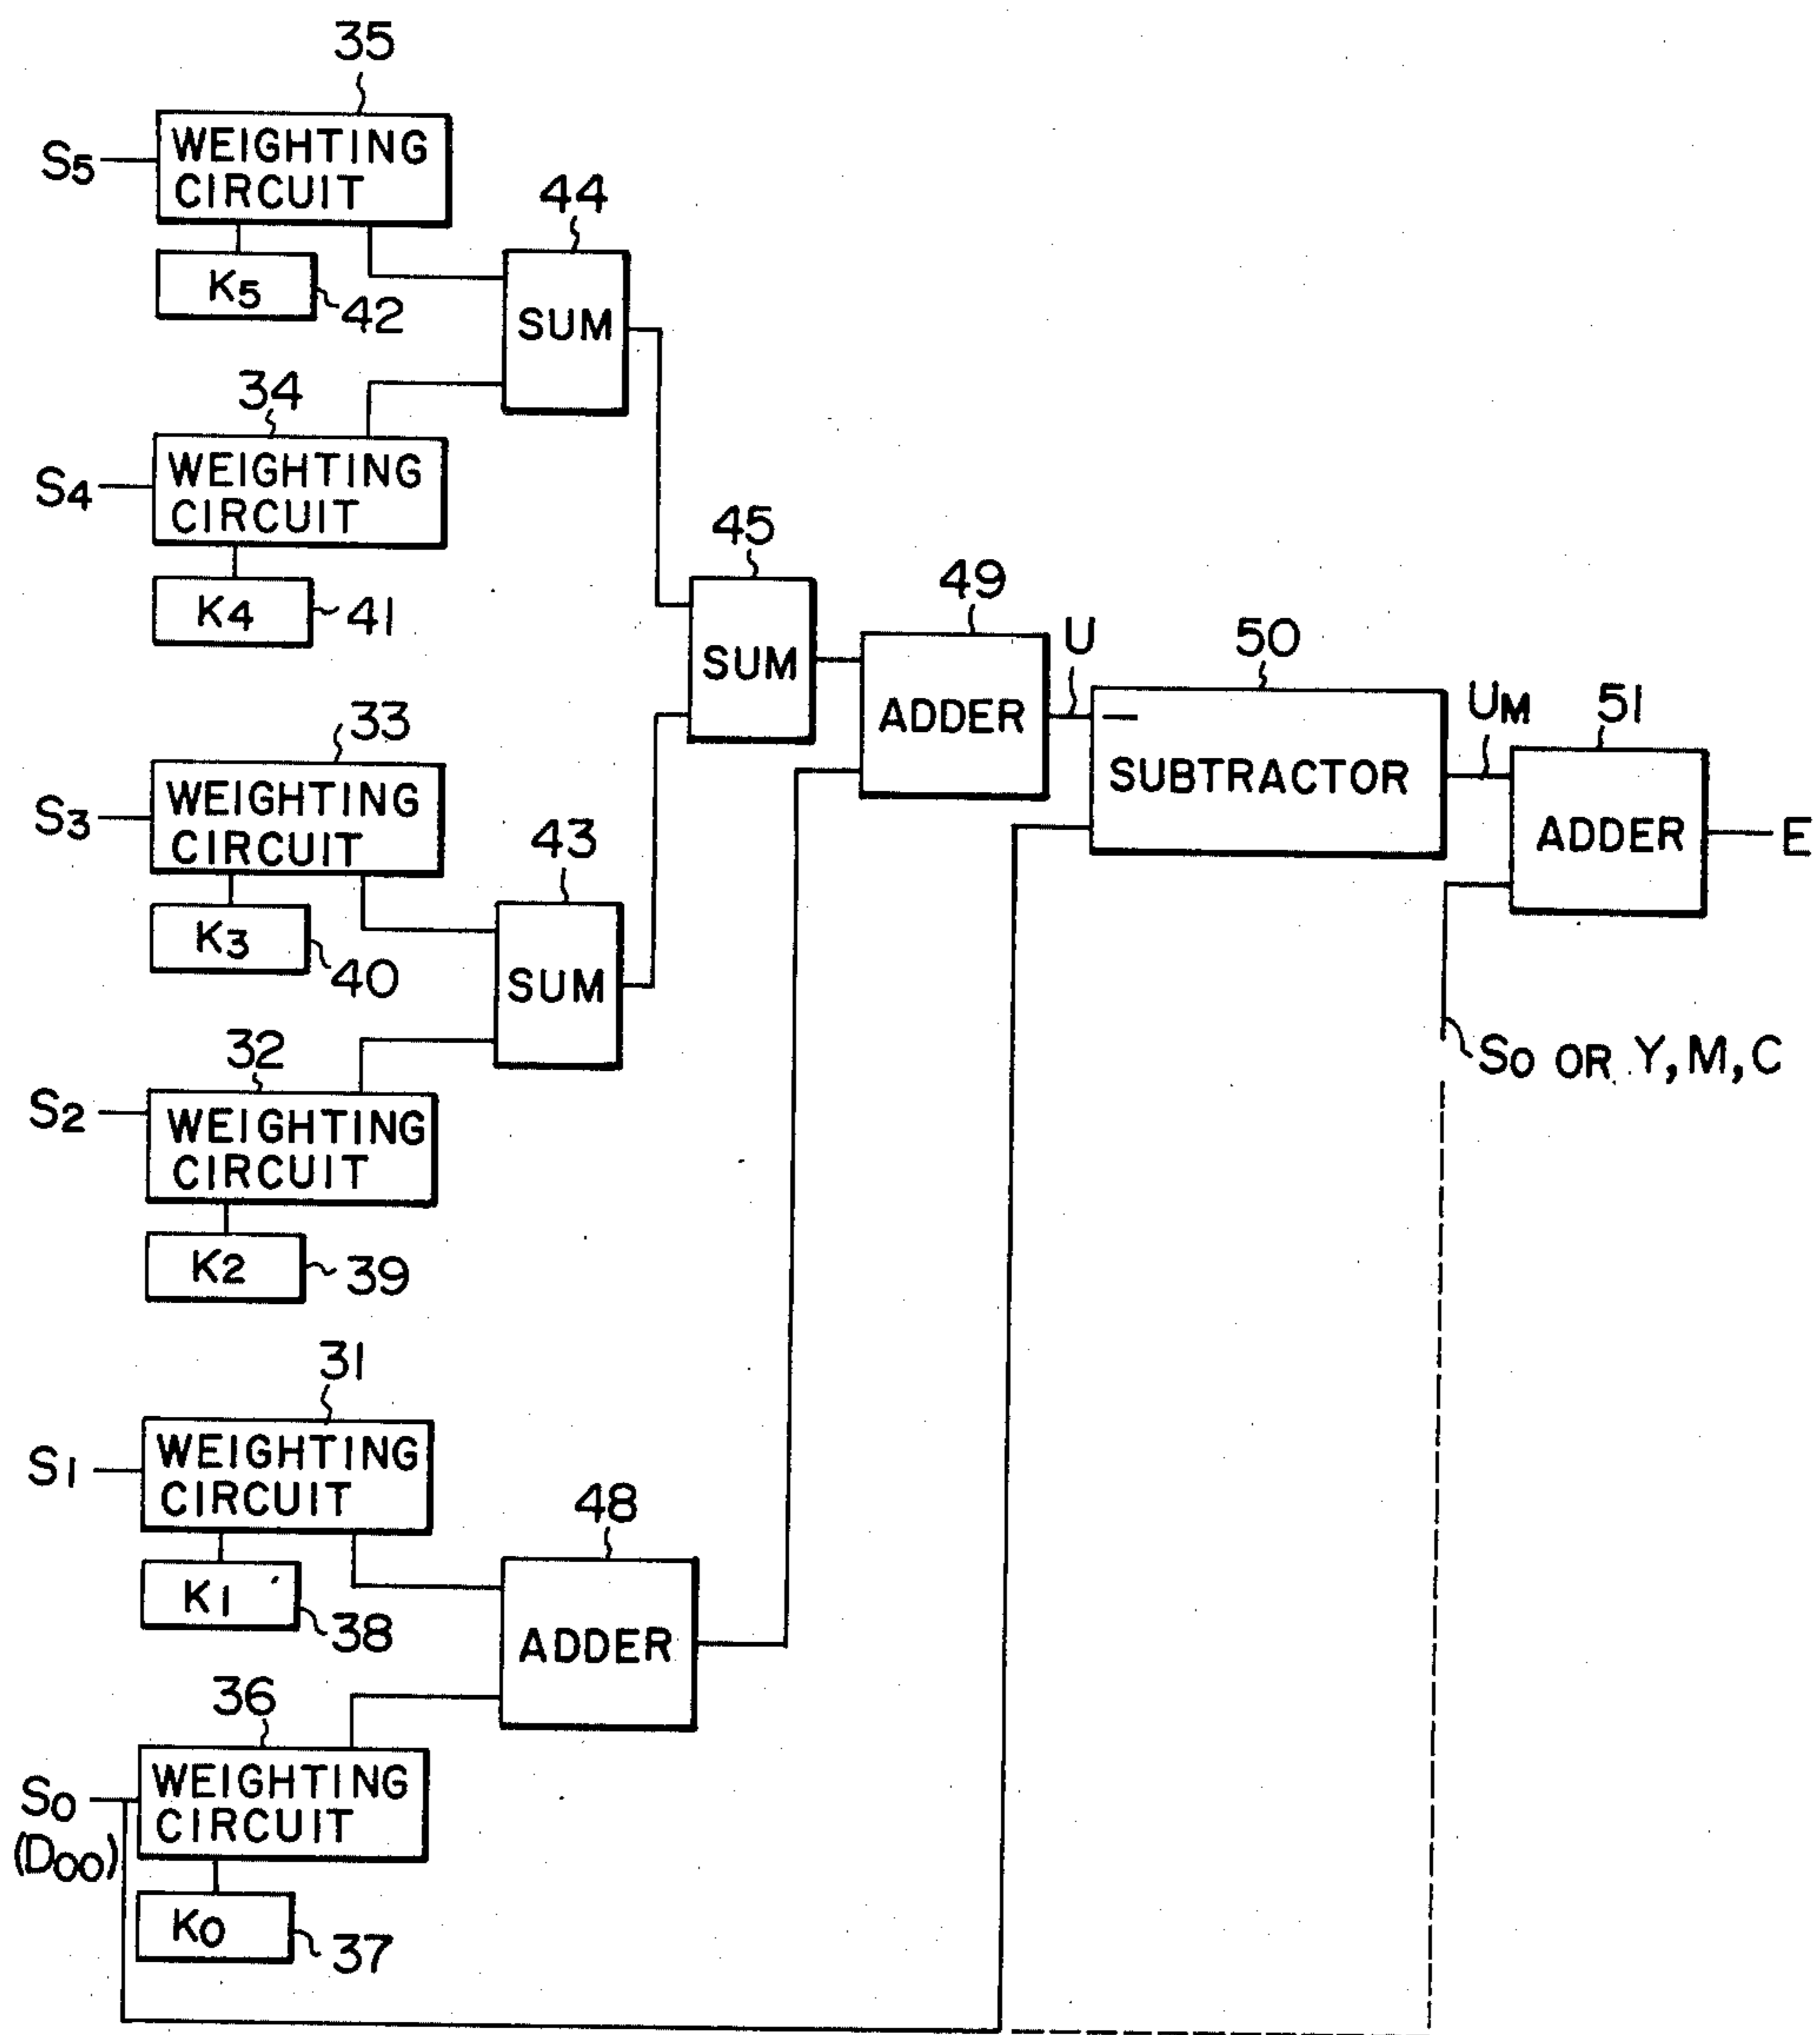 35
S5
WEIGHTING
CIRCUIT
K5
42
44
SUM
34
S4
WEIGHTING
CIRCUIT
K4
41
45
SUM
49
ADDER
U
50
–
SUBTRACTOR
UM
51
ADDER
E
33
S3
WEIGHTING
CIRCUIT
K3
40
43
SUM
So OR Y, M, C
32
S2
WEIGHTING
CIRCUIT
K2
39
31
S1
WEIGHTING
CIRCUIT
K1
38
48
ADDER
36
So
(Doo)
WEIGHTING
CIRCUIT
Ko
37